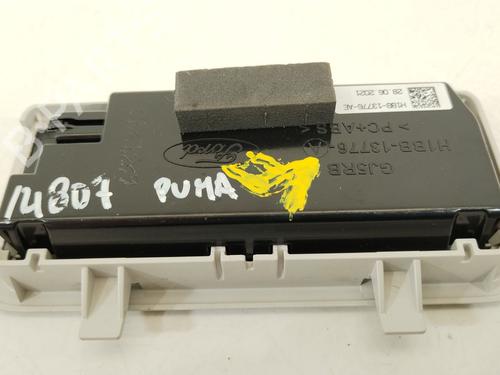 H1BB-13776-AE
28 06 2021
GJ5RB
H1BB-13776-A
>PC+ABS<
Ford
14807 PUMA